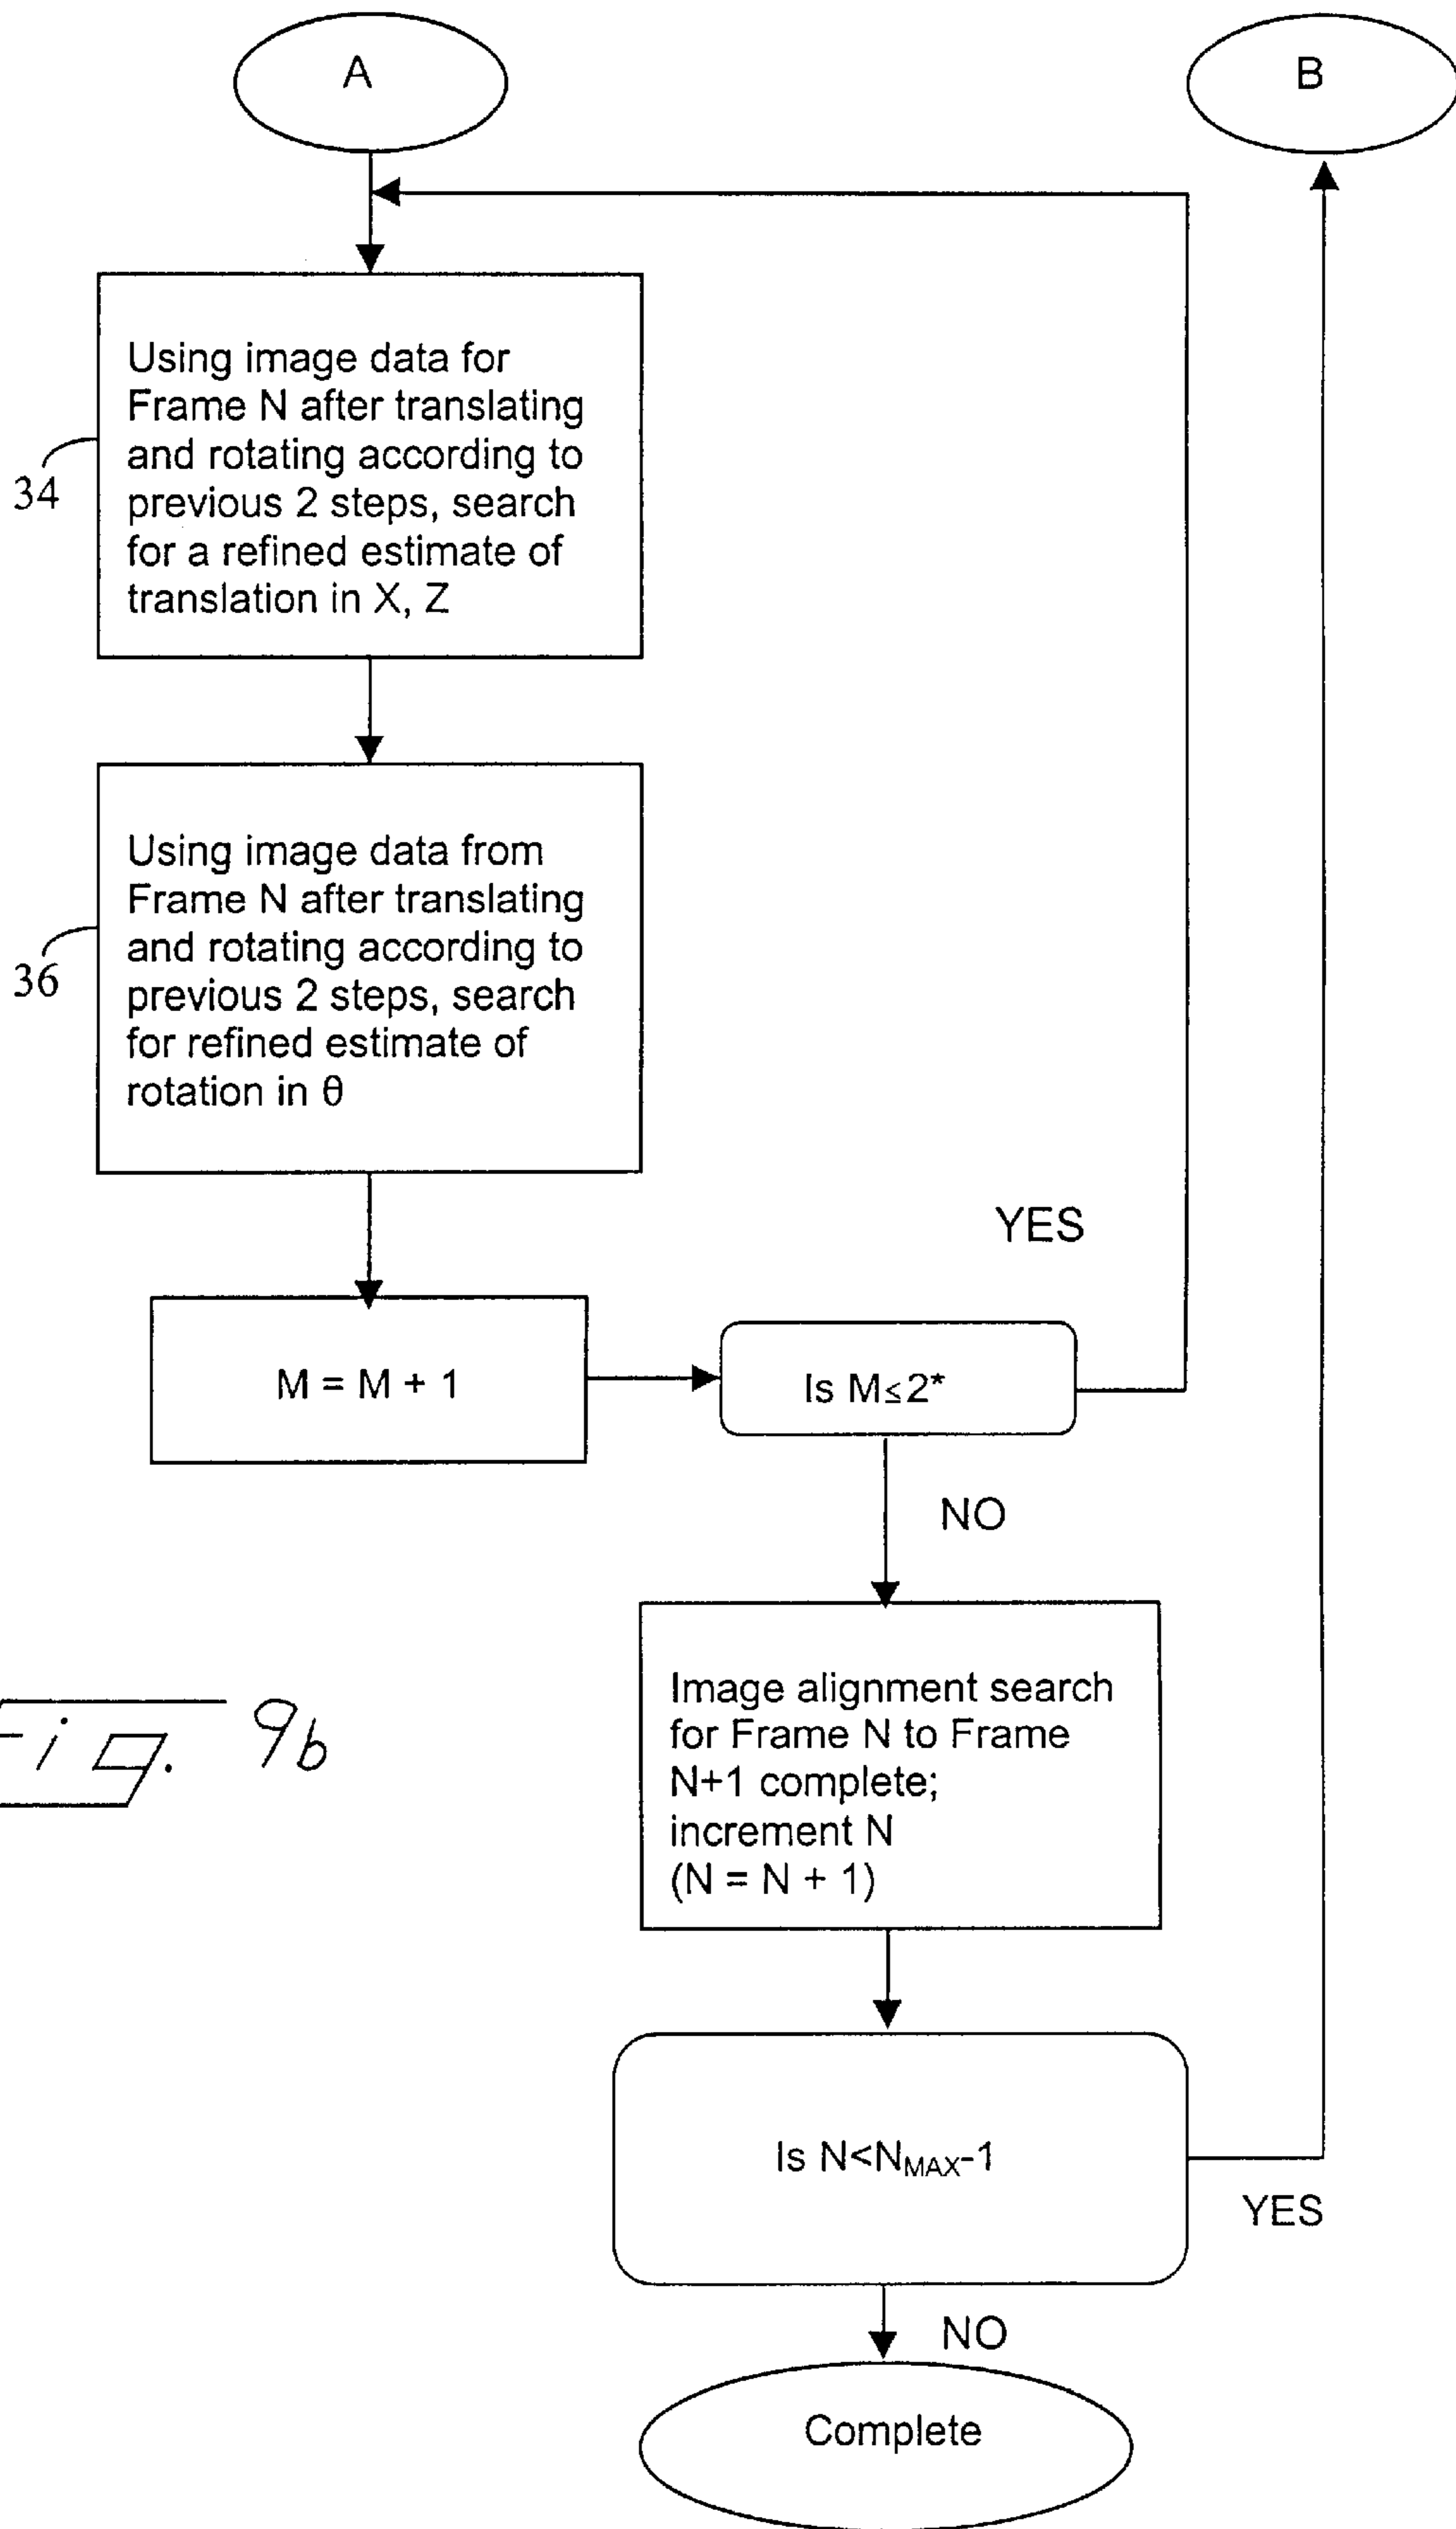 A
B
Using image data for
Frame N after translating
and rotating according to
previous 2 steps, search
for a refined estimate of
translation in X, Z
34
Using image data from
Frame N after translating
and rotating according to
previous 2 steps, search
for refined estimate of
rotation in θ
36
YES
M = M + 1
Is M≤2*
NO
Image alignment search
for Frame N to Frame
N+1 complete;
increment N
(N = N + 1)
Fig. 9b
Is N<N_MAX-1
YES
NO
Complete